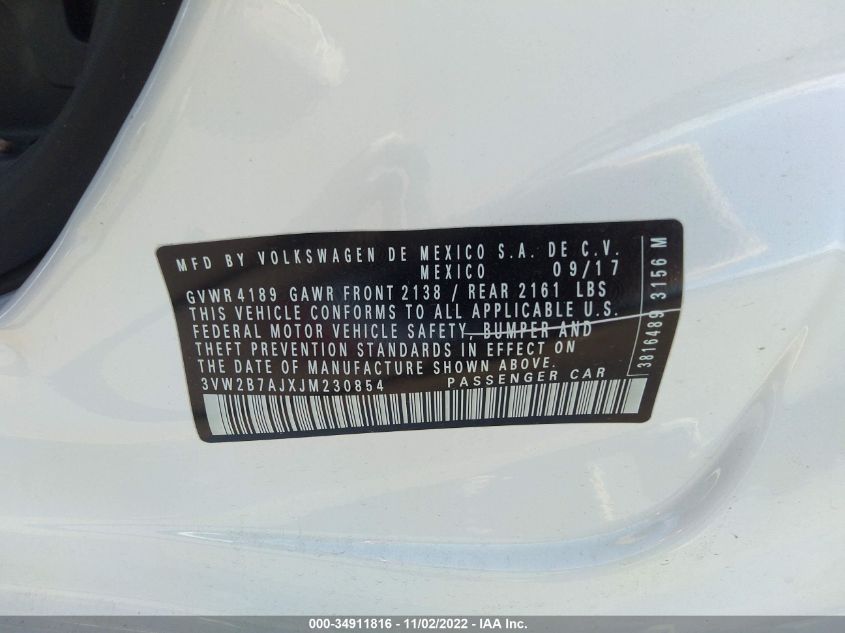 MFD BY VOLKSWAGEN DE MEXICO S.A. DE C.V.
MEXICO 09/17
GVWR 4189 GAWR FRONT 2138 / REAR 2161 LBS
THIS VEHICLE CONFORMS TO ALL APPLICABLE U.S.
FEDERAL MOTOR VEHICLE SAFETY, BUMPER AND
THEFT PREVENTION STANDARDS IN EFFECT ON
THE DATE OF MANUFACTURE SHOWN ABOVE.
3VW2B7AJXJM230854 PASSENGER CAR
3816489 3156 M
000-34911816 - 11/02/2022 - © IAA Inc.